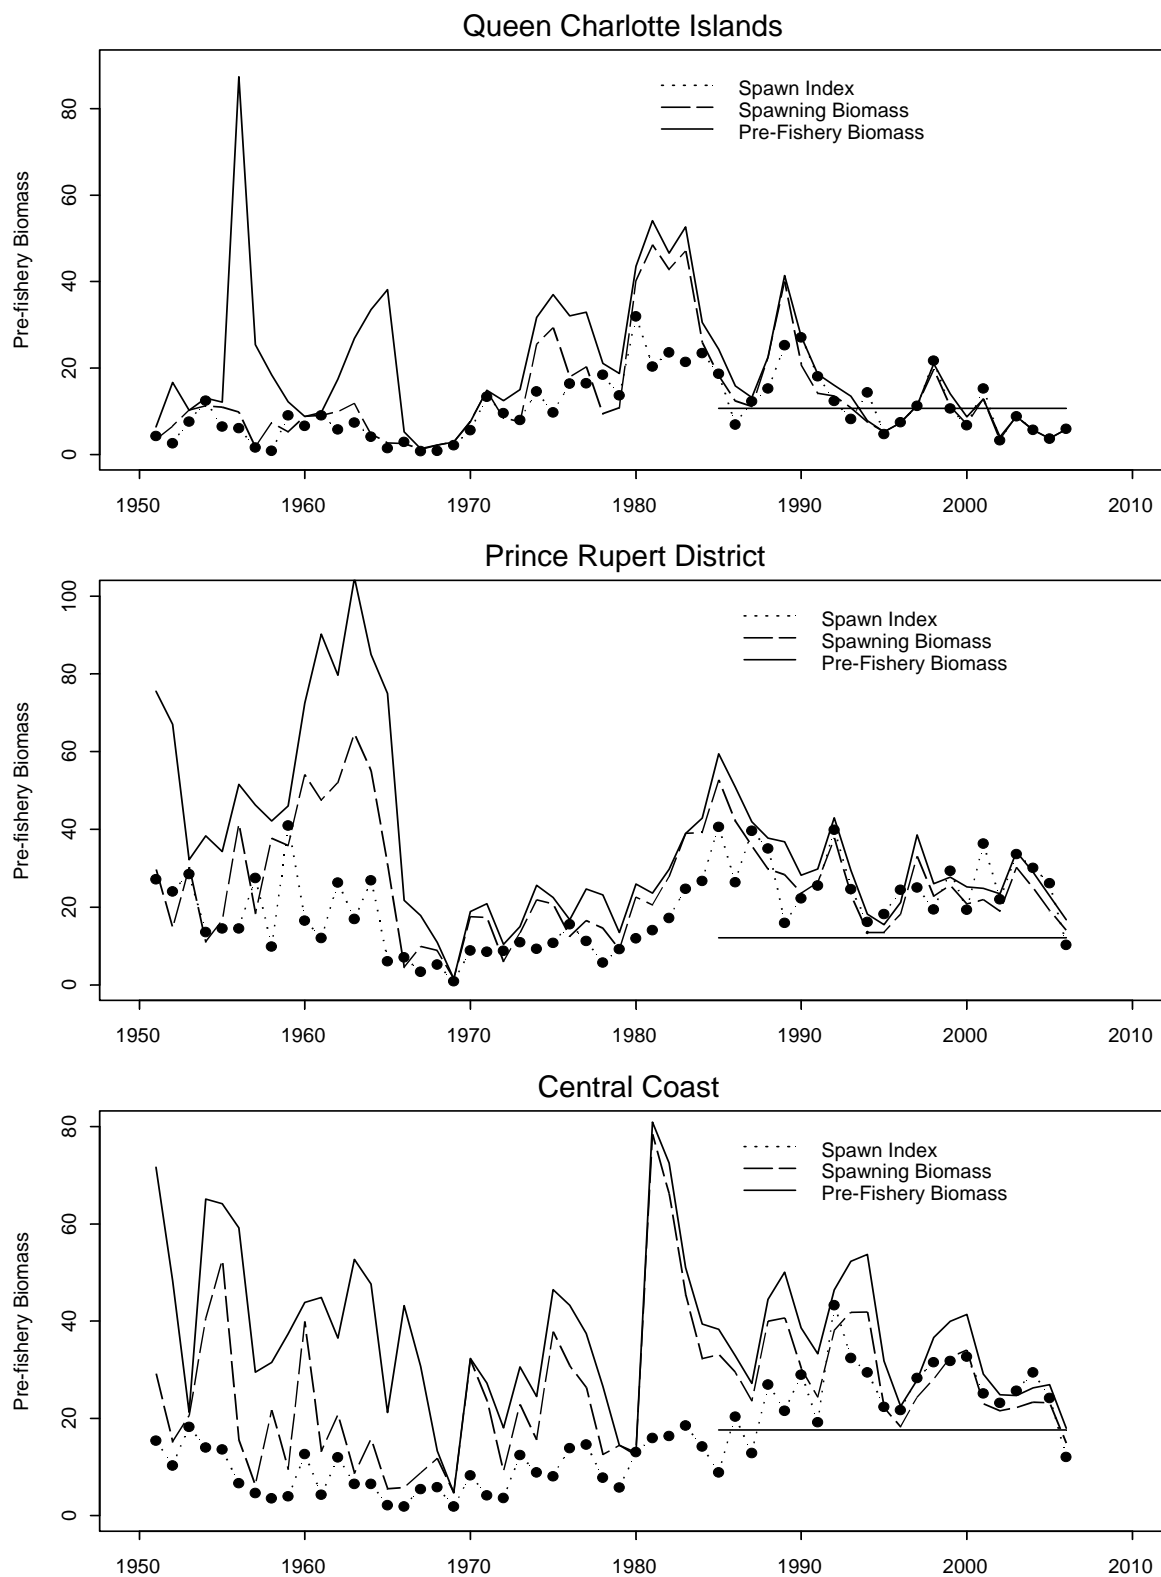 Queen Charlotte Islands
Pre-fishery Biomass
80
60
40
20
0
Spawn Index
Spawning Biomass
Pre-Fishery Biomass
1950 1960 1970 1980 1990 2000 2010
Prince Rupert District
Pre-fishery Biomass
100
80
60
40
20
0
Spawn Index
Spawning Biomass
Pre-Fishery Biomass
1950 1960 1970 1980 1990 2000 2010
Central Coast
Pre-fishery Biomass
80
60
40
20
0
Spawn Index
Spawning Biomass
Pre-Fishery Biomass
1950 1960 1970 1980 1990 2000 2010